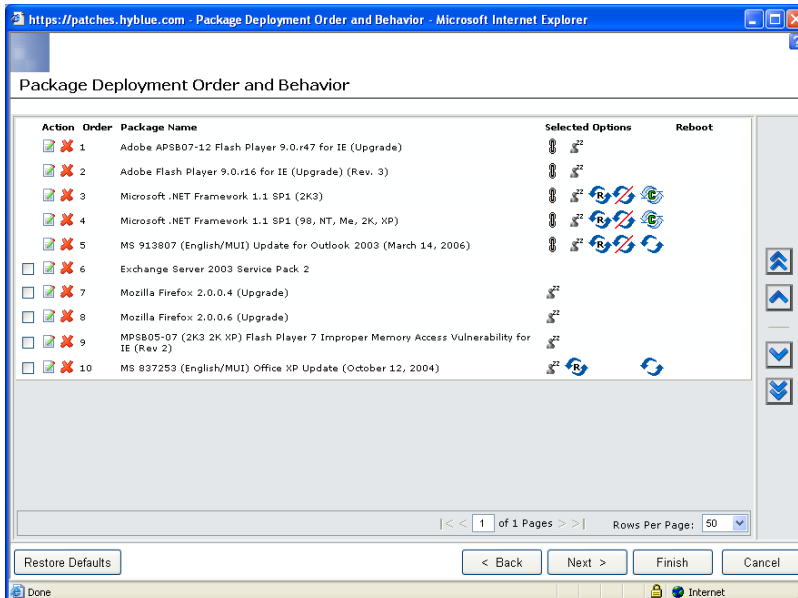 https://patches.hyblue.com - Package Deployment Order and Behavior - Microsoft Internet Explorer
?
Package Deployment Order and Behavior
Action Order Package Name Selected Options Reboot
1 Adobe APSB07-12 Flash Player 9.0.r47 for IE (Upgrade)
2 Adobe Flash Player 9.0.r16 for IE (Upgrade) (Rev. 3)
3 Microsoft .NET Framework 1.1 SP1 (2K3) R C
4 Microsoft .NET Framework 1.1 SP1 (98, NT, Me, 2K, XP) R C
5 MS 913807 (English/MUI) Update for Outlook 2003 (March 14, 2006) R
6 Exchange Server 2003 Service Pack 2
7 Mozilla Firefox 2.0.0.4 (Upgrade)
8 Mozilla Firefox 2.0.0.6 (Upgrade)
9 MPSB05-07 (2K3 2K XP) Flash Player 7 Improper Memory Access Vulnerability for
IE (Rev 2)
10 MS 837253 (English/MUI) Office XP Update (October 12, 2004) R
|< < 1 of 1 Pages > >| Rows Per Page: 50
Restore Defaults < Back Next > Finish Cancel
Done Internet